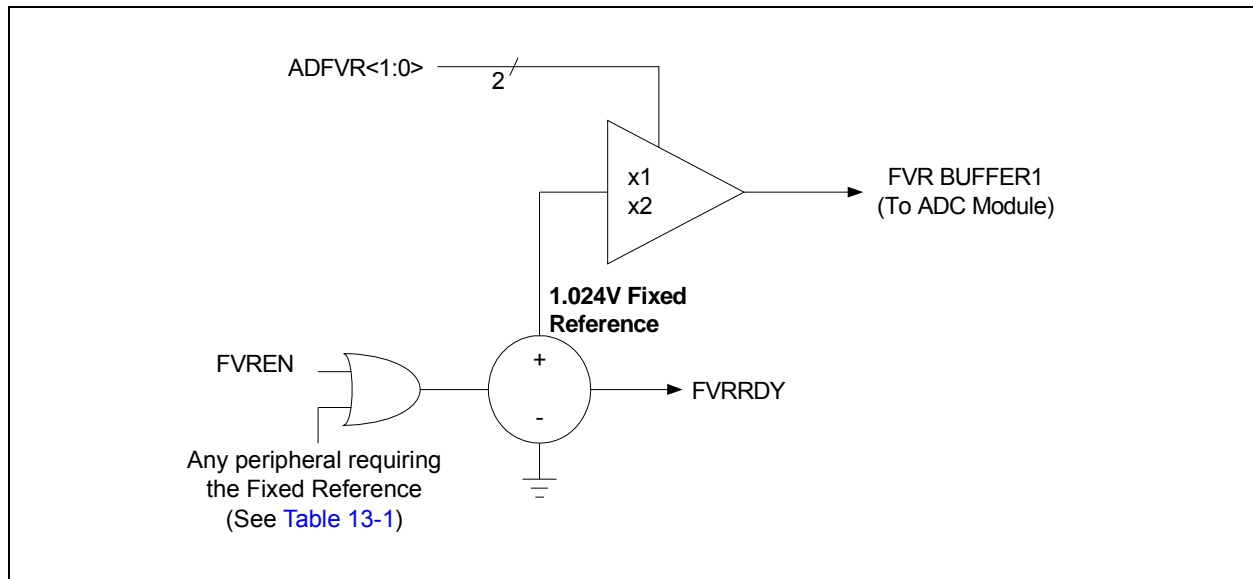 ADFVR<1:0>
2
x1
x2
FVR BUFFER1
(To ADC Module)
1.024V Fixed
Reference
FVREN
+
-
FVRRDY
Any peripheral requiring
the Fixed Reference
(See Table 13-1)